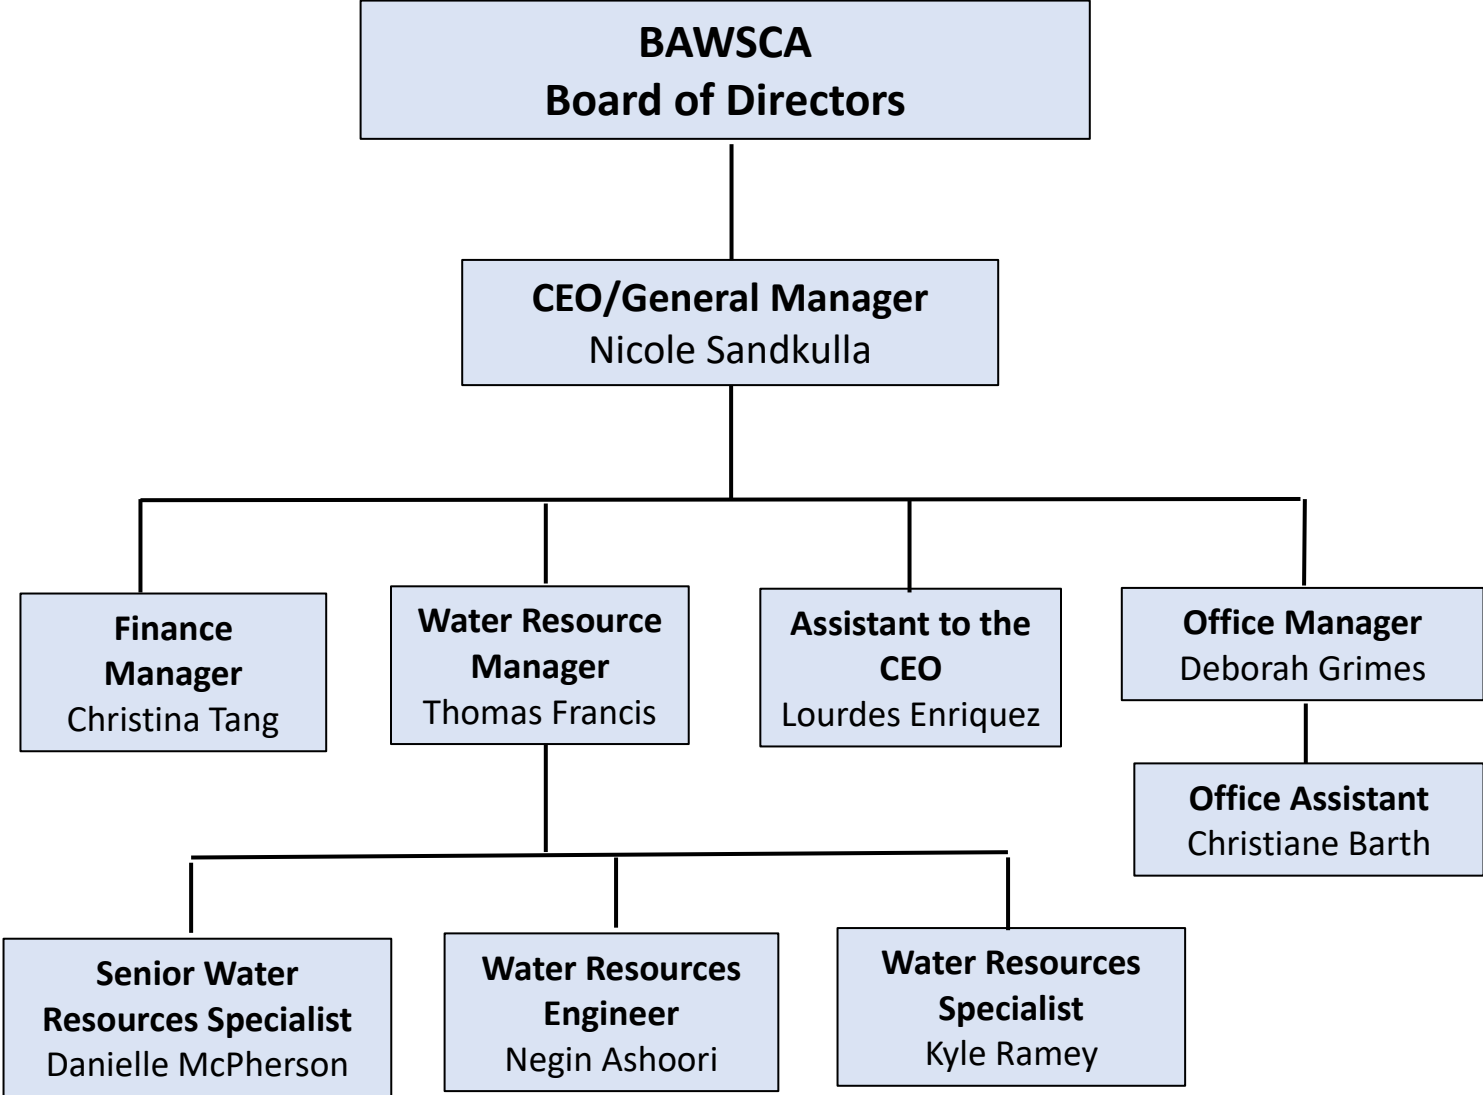 BAWSCA
Board of Directors
CEO/General Manager
Nicole Sandkulla
Finance
Manager
Christina Tang
Water Resource
Manager
Thomas Francis
Assistant to the
CEO
Lourdes Enriquez
Office Manager
Deborah Grimes
Office Assistant
Christiane Barth
Senior Water
Resources Specialist
Danielle McPherson
Water Resources
Engineer
Negin Ashoori
Water Resources
Specialist
Kyle Ramey